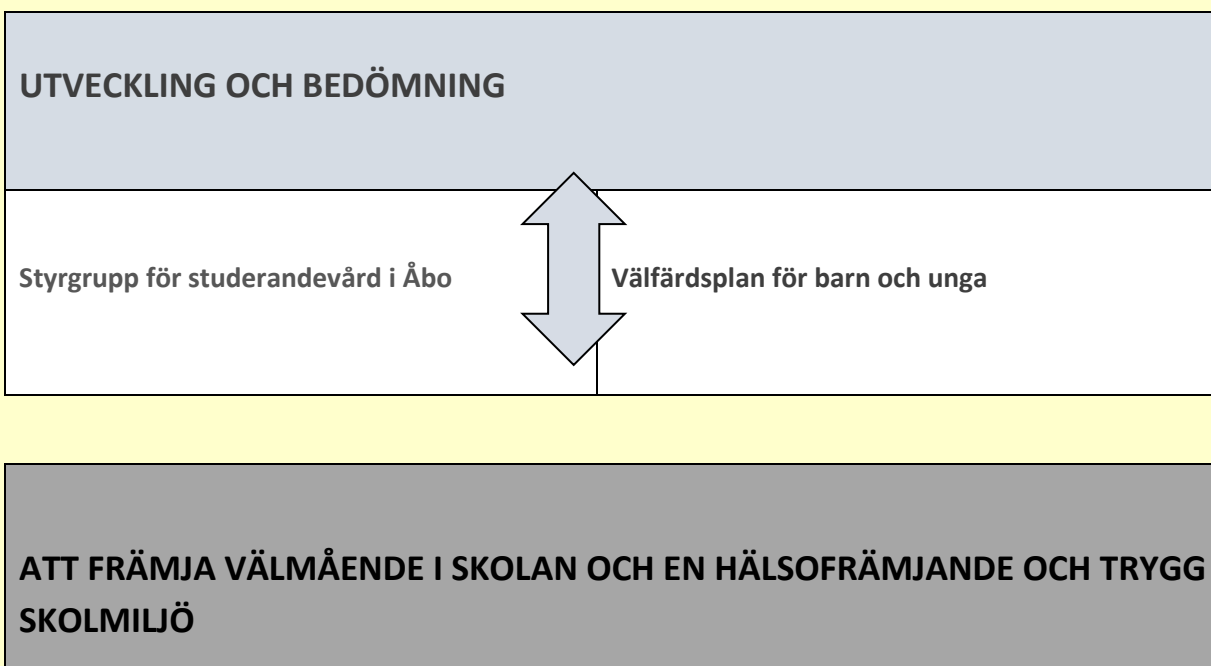 UTVECKLING OCH BEDÖMNING
Styrgrupp för studerandevård i Åbo
Välfärdsplan för barn och unga
ATT FRÄMJA VÄLMÅENDE I SKOLAN OCH EN HÄLSOFRÄMJANDE OCH TRYGG
SKOLMILJÖ